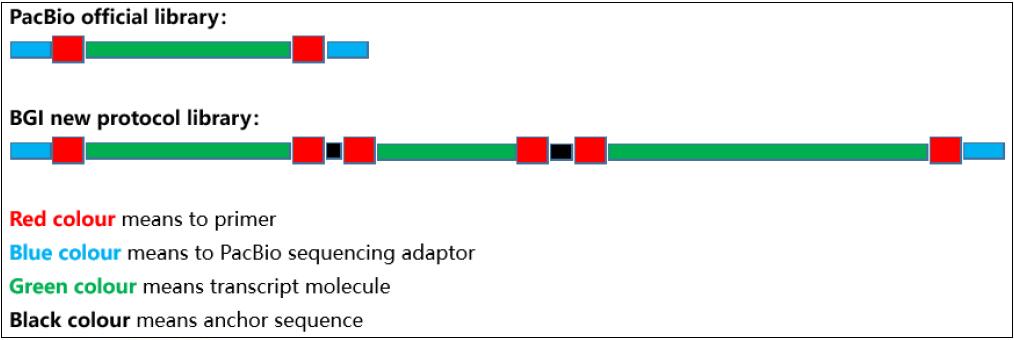 PacBio official library:
BGI new protocol library:
Red colour means to primer
Blue colour means to PacBio sequencing adaptor
Green colour means transcript molecule
Black colour means anchor sequence